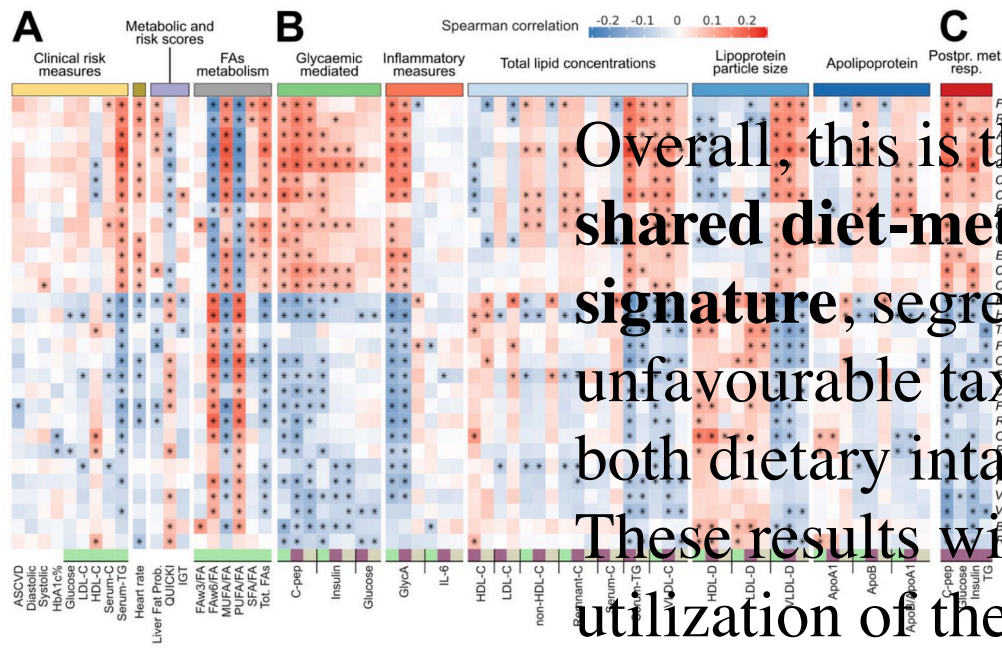 A
B
C
Spearman correlation
-0.2 -0.1 0 0.1 0.2
Clinical risk
measures
Metabolic and
risk scores
FAs
metabolism
Glycaemic
mediated
Inflammatory
measures
Total lipid concentrations
Lipoprotein
particle size
Apolipoprotein
Postpr. met.
resp.
Overall, this is
shared
signature, segre
unfavourable
both dietary
These results
utilization of the
ASCVD
Diastolic
Systolic
HbA1c%
Glucose
LDL-C
HDL-C
Serum-C
Serum-TG
Heart rate
Liver Fat Prob.
QUICKI
IGT
FAw3/FA
FAw6/FA
MUFA/FA
PUFA/FA
SFA/FA
Tot. FAs
C-pep
Insulin
Glucose
GlycA
IL-6
HDL-C
LDL-C
non-HDL-C
Remnant-C
Serum-C
Serum-TG
VLDL-C
HDL-D
LDL-D
VLDL-D
ApoA1
ApoB
ApoB/ApoA1
C-pep
Glucose
Insulin
TG